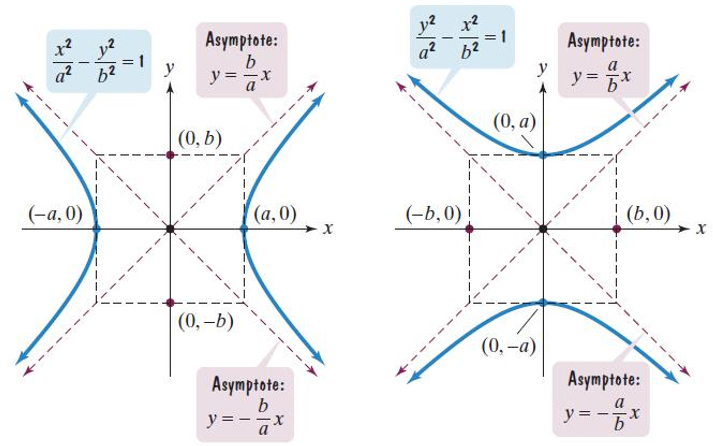 x²/a² − y²/b² = 1
Asymptote:
y = b/a x
y
(0, b)
(−a, 0)
(a, 0)
x
(0, −b)
Asymptote:
y = − b/a x
y²/a² − x²/b² = 1
Asymptote:
y = a/b x
y
(0, a)
(−b, 0)
(b, 0)
x
(0, −a)
Asymptote:
y = − a/b x